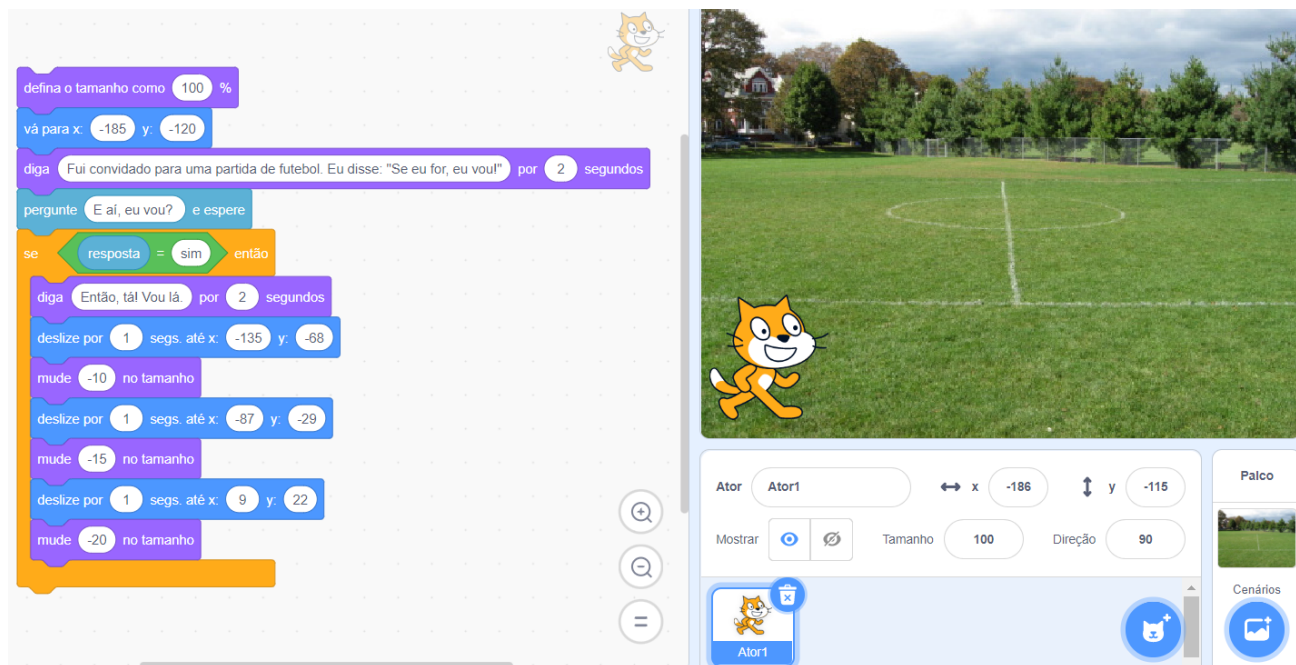 defina o tamanho como 100 %
vá para x: -185 y: -120
diga Fui convidado para uma partida de futebol. Eu disse: "Se eu for, eu vou!" por 2 segundos
pergunte E aí, eu vou? e espere
se resposta = sim então
diga Então, tá! Vou lá. por 2 segundos
deslize por 1 segs. até x: -135 y: -68
mude -10 no tamanho
deslize por 1 segs. até x: -87 y: -29
mude -15 no tamanho
deslize por 1 segs. até x: 9 y: 22
mude -20 no tamanho
Ator Ator1 x -186 y -115
Mostrar Tamanho 100 Direção 90
Ator1
Palco
Cenários